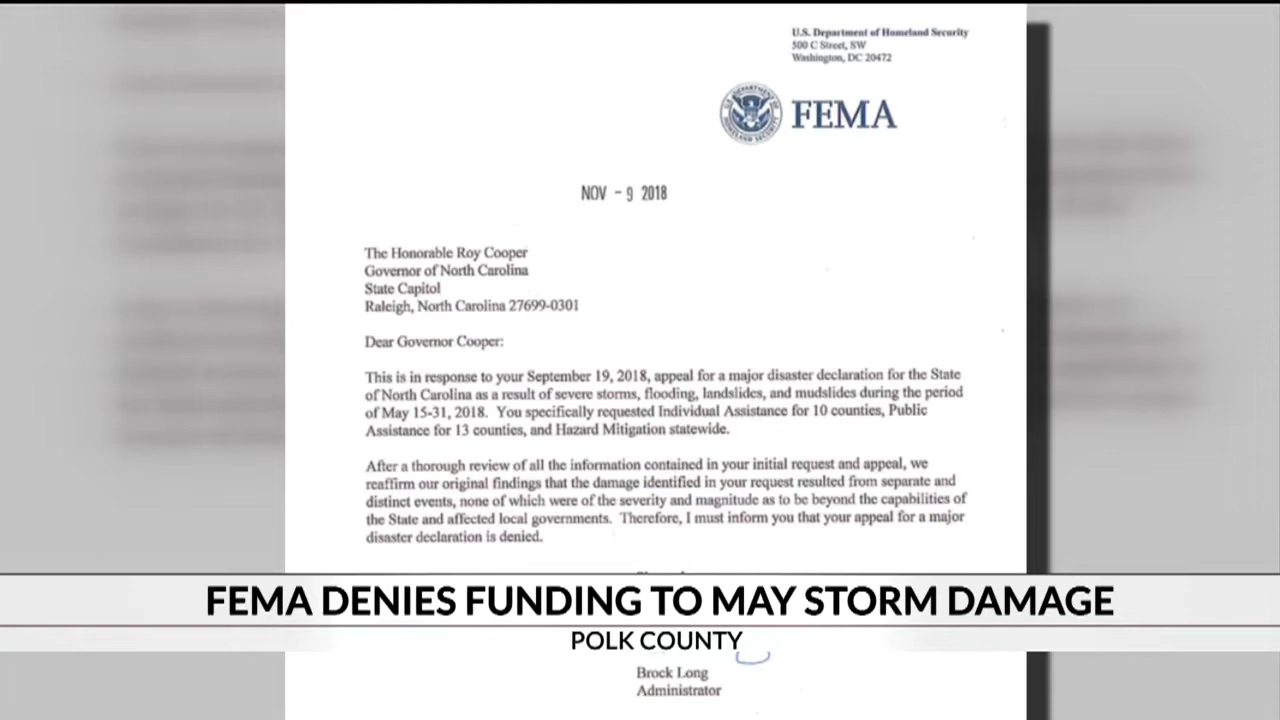 U.S. Department of Homeland Security
500 C Street, SW
Washington, DC 20472
FEMA
NOV - 9 2018
The Honorable Roy Cooper
Governor of North Carolina
State Capitol
Raleigh, North Carolina 27699-0301
Dear Governor Cooper:
This is in response to your September 19, 2018, appeal for a major disaster declaration for the State
of North Carolina as a result of severe storms, flooding, landslides, and mudslides during the period
of May 15-31, 2018. You specifically requested Individual Assistance for 10 counties, Public
Assistance for 13 counties, and Hazard Mitigation statewide.
After a thorough review of all the information contained in your initial request and appeal, we
reaffirm our original findings that the damage identified in your request resulted from separate and
distinct events, none of which were of the severity and magnitude as to be beyond the capabilities of
the State and affected local governments. Therefore, I must inform you that your appeal for a major
disaster declaration is denied.
FEMA DENIES FUNDING TO MAY STORM DAMAGE
POLK COUNTY
Brock Long
Administrator